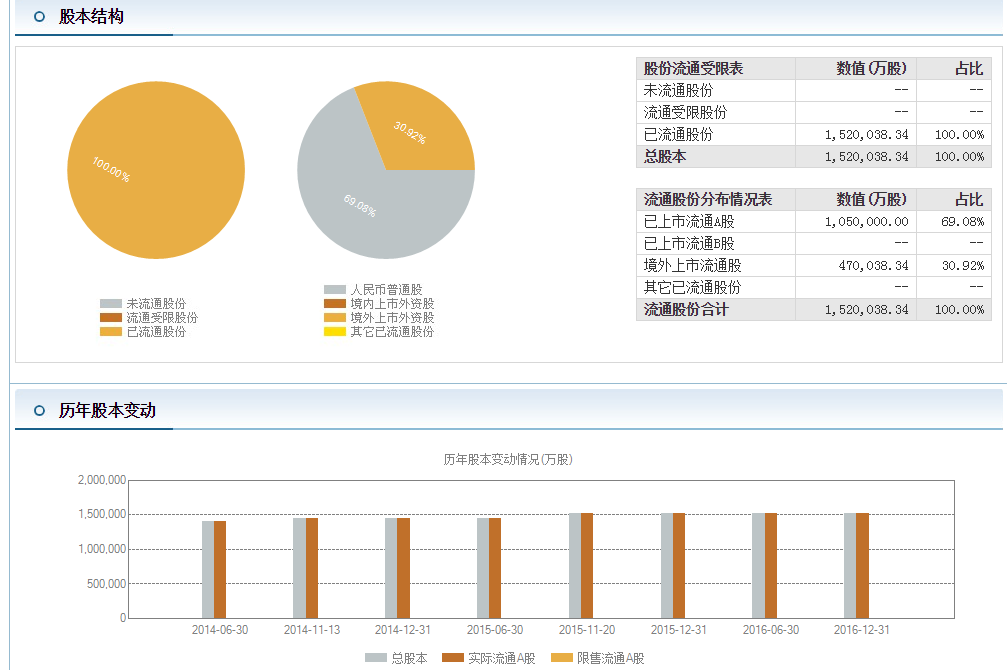 股本结构
100.00%
未流通股份
流通受限股份
已流通股份
30.92%
69.08%
人民币普通股
境内上市外资股
境外上市外资股
其它已流通股份
股份流通受限表 数值(万股) 占比
未流通股份 -- --
流通受限股份 -- --
已流通股份 1,520,038.34 100.00%
总股本 1,520,038.34 100.00%
流通股份分布情况表 数值(万股) 占比
已上市流通A股 1,050,000.00 69.08%
已上市流通B股 -- --
境外上市流通股 470,038.34 30.92%
其它已流通股份 -- --
流通股份合计 1,520,038.34 100.00%
历年股本变动
历年股本变动情况(万股)
2,000,000
1,500,000
1,000,000
500,000
0
2014-06-30 2014-11-13 2014-12-31 2015-06-30 2015-11-20 2015-12-31 2016-06-30 2016-12-31
总股本 实际流通A股 限售流通A股